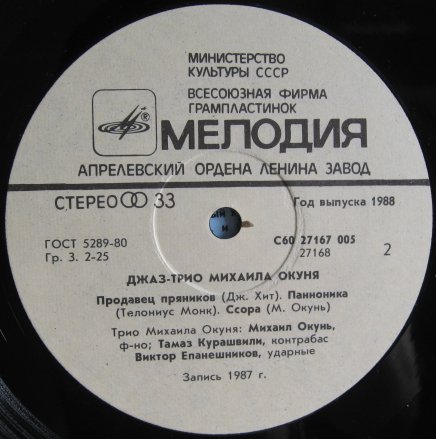 МИНИСТЕРСТВО
КУЛЬТУРЫ СССР
ВСЕСОЮЗНАЯ ФИРМА
ГРАМПЛАСТИНОК
МЕЛОДИЯ
АПРЕЛЕВСКИЙ ОРДЕНА ЛЕНИНА ЗАВОД
СТЕРЕО 33
Год выпуска 1988
ГОСТ 5289-80
Гр. 3. 2-25
С60 27167 005
27168
2
ДЖАЗ-ТРИО МИХАИЛА ОКУНЯ
Продавец пряников (Дж. Хит). Панноника
(Телониус Монк). Ссора (М. Окунь)
Трио Михаила Окуня: Михаил Окунь,
ф-но; Тамаз Курашвили, контрабас
Виктор Епанешников, ударные
Запись 1987 г.